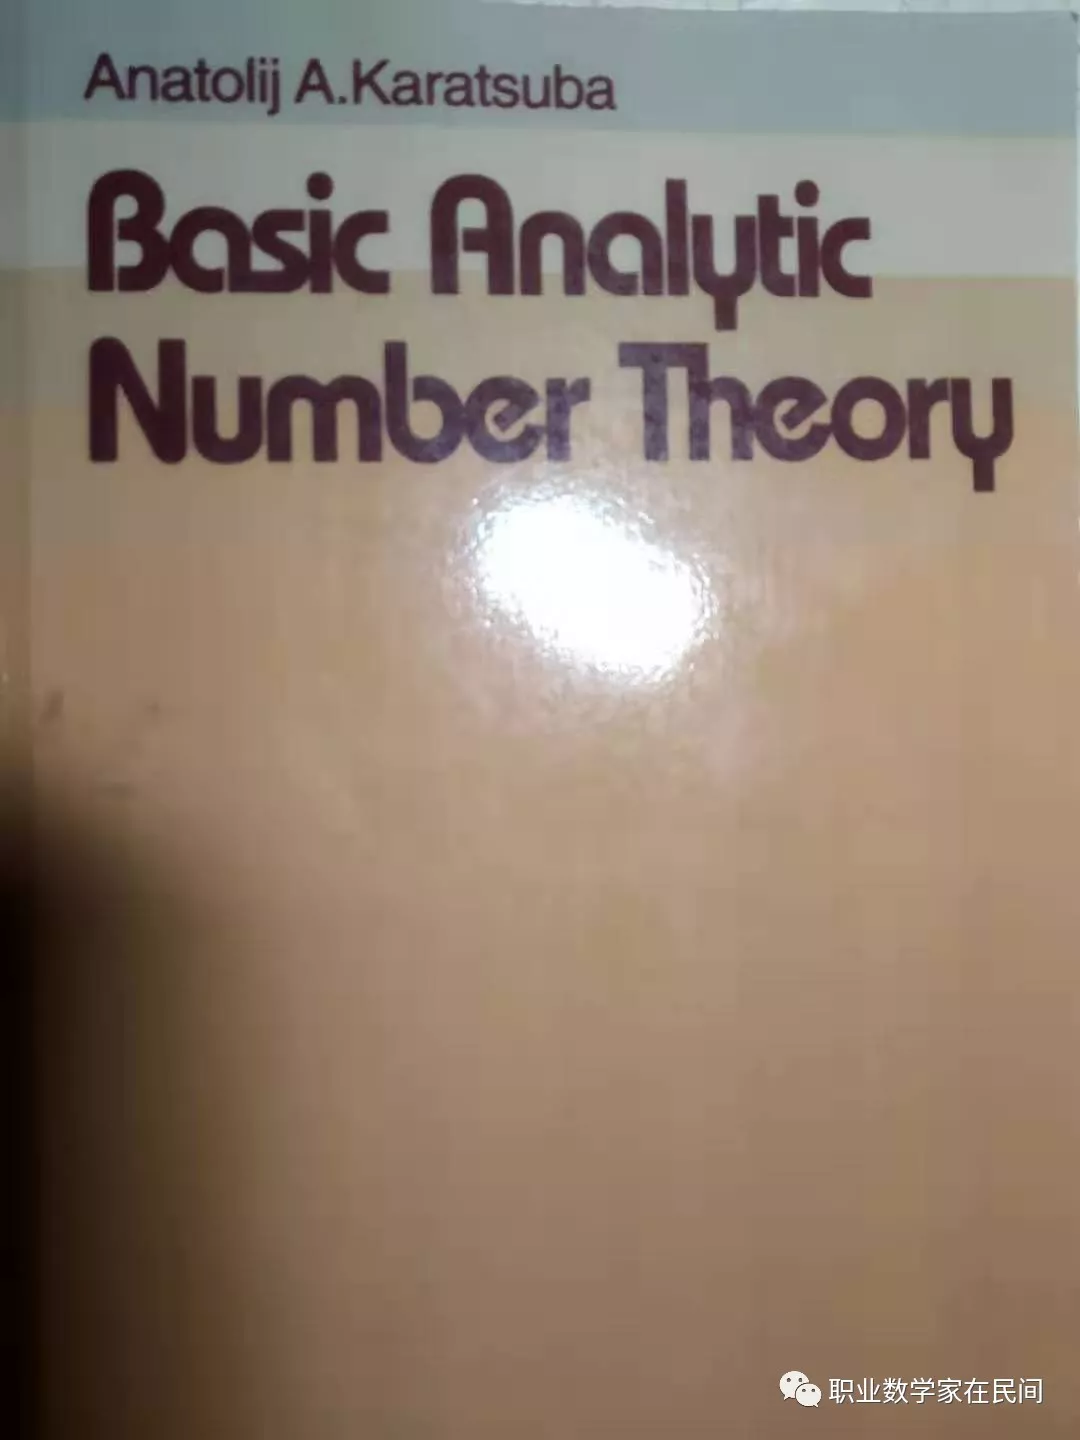 Anatolij A.Karatsuba
Basic Analytic
Number Theory
职业数学家在民间